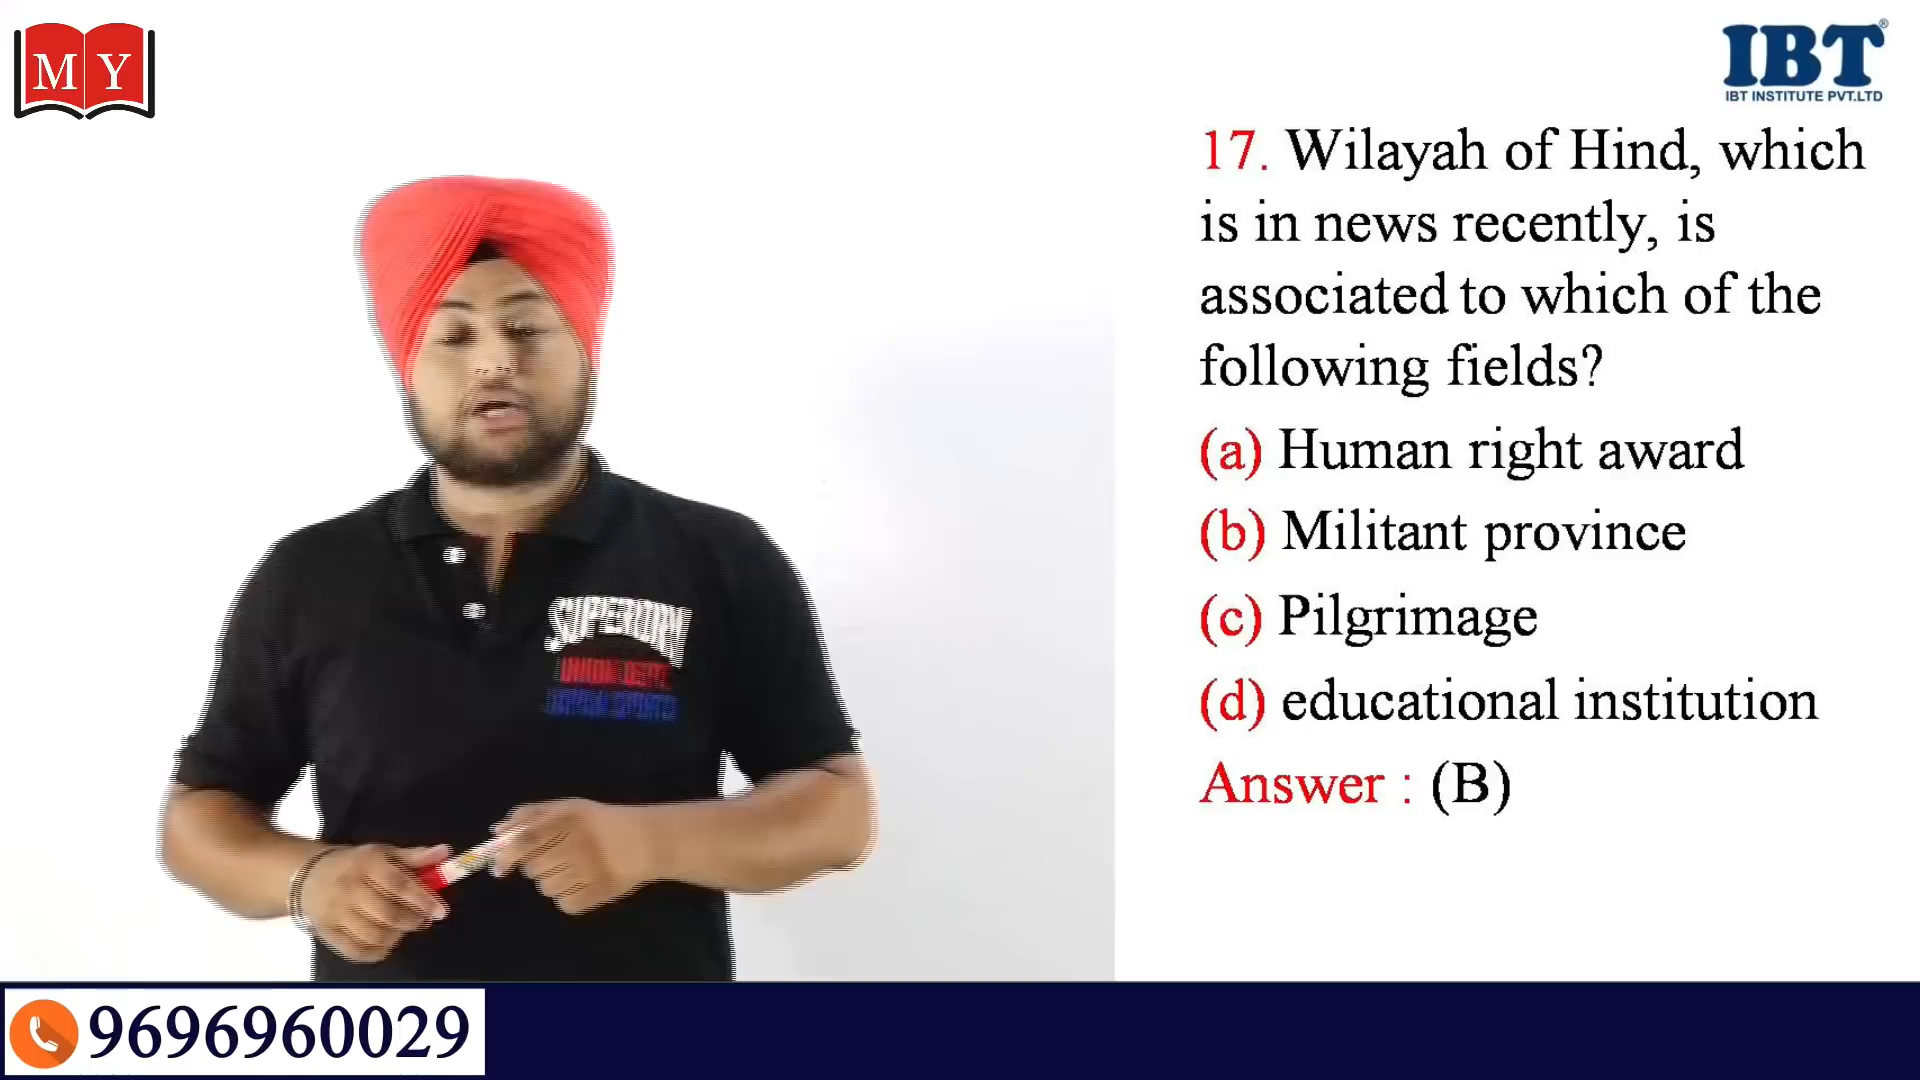 M Y
IBT
IBT INSTITUTE PVT.LTD
17. Wilayah of Hind, which
is in news recently, is
associated to which of the
following fields?
(a) Human right award
(b) Militant province
(c) Pilgrimage
(d) educational institution
Answer : (B)
9696960029